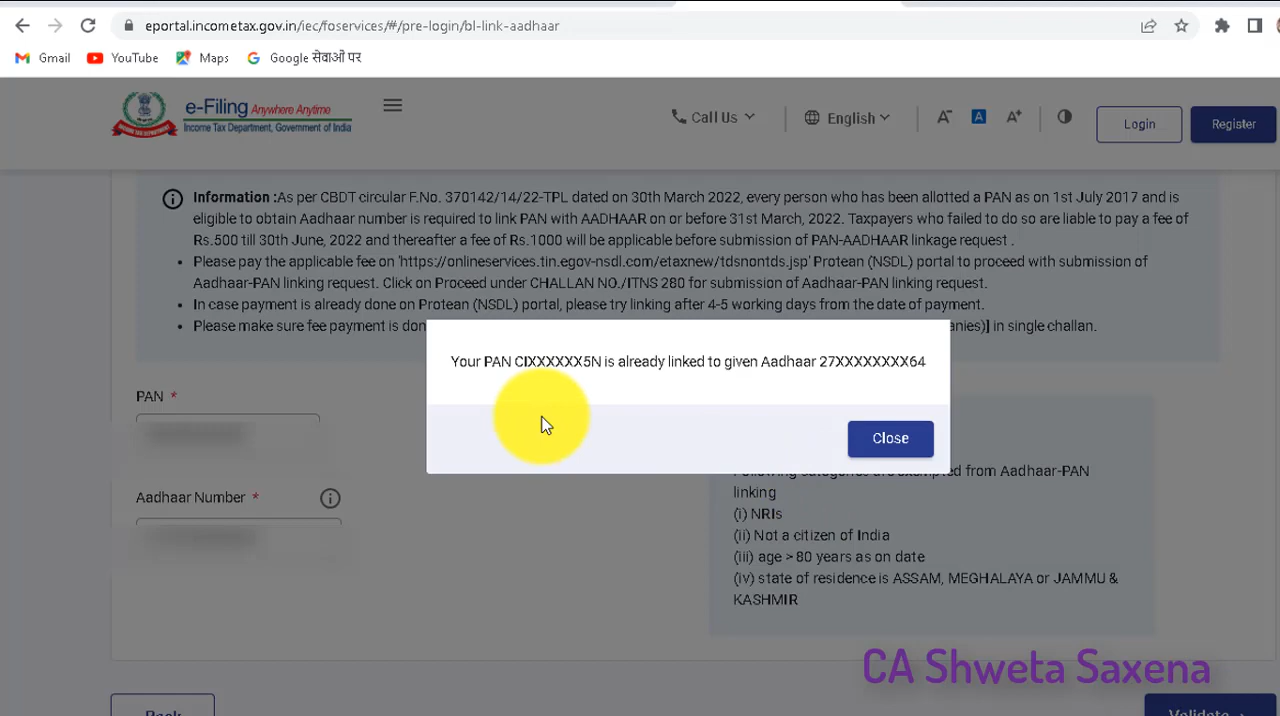 eportal.incometax.gov.in/iec/foservices/#/pre-login/bl-link-aadhaar
Gmail YouTube Maps Google सेवाओं पर
e-Filing Anywhere Anytime
Income Tax Department, Government of India
Call Us English A- A A+ Login Register
Information :As per CBDT circular F.No. 370142/14/22-TPL dated on 30th March 2022, every person who has been allotted a PAN as on 1st July 2017 and is
eligible to obtain Aadhaar number is required to link PAN with AADHAAR on or before 31st March, 2022. Taxpayers who failed to do so are liable to pay a fee of
Rs.500 till 30th June, 2022 and thereafter a fee of Rs.1000 will be applicable before submission of PAN-AADHAAR linkage request .
• Please pay the applicable fee on 'https://onlineservices.tin.egov-nsdl.com/etaxnew/tdsnontds.jsp' Protean (NSDL) portal to proceed with submission of
Aadhaar-PAN linking request. Click on Proceed under CHALLAN NO./ITNS 280 for submission of Aadhaar-PAN linking request.
• In case payment is already done on Protean (NSDL) portal, please try linking after 4-5 working days from the date of payment.
• Please make sure fee payment is don anies)] in single challan.
Your PAN CIXXXXXX5N is already linked to given Aadhaar 27XXXXXXXX64
Close
PAN *
Aadhaar Number *
Following categories are exempted from Aadhaar-PAN
linking
(i) NRIs
(ii) Not a citizen of India
(iii) age > 80 years as on date
(iv) state of residence is ASSAM, MEGHALAYA or JAMMU &
KASHMIR
CA Shweta Saxena
Back Validate